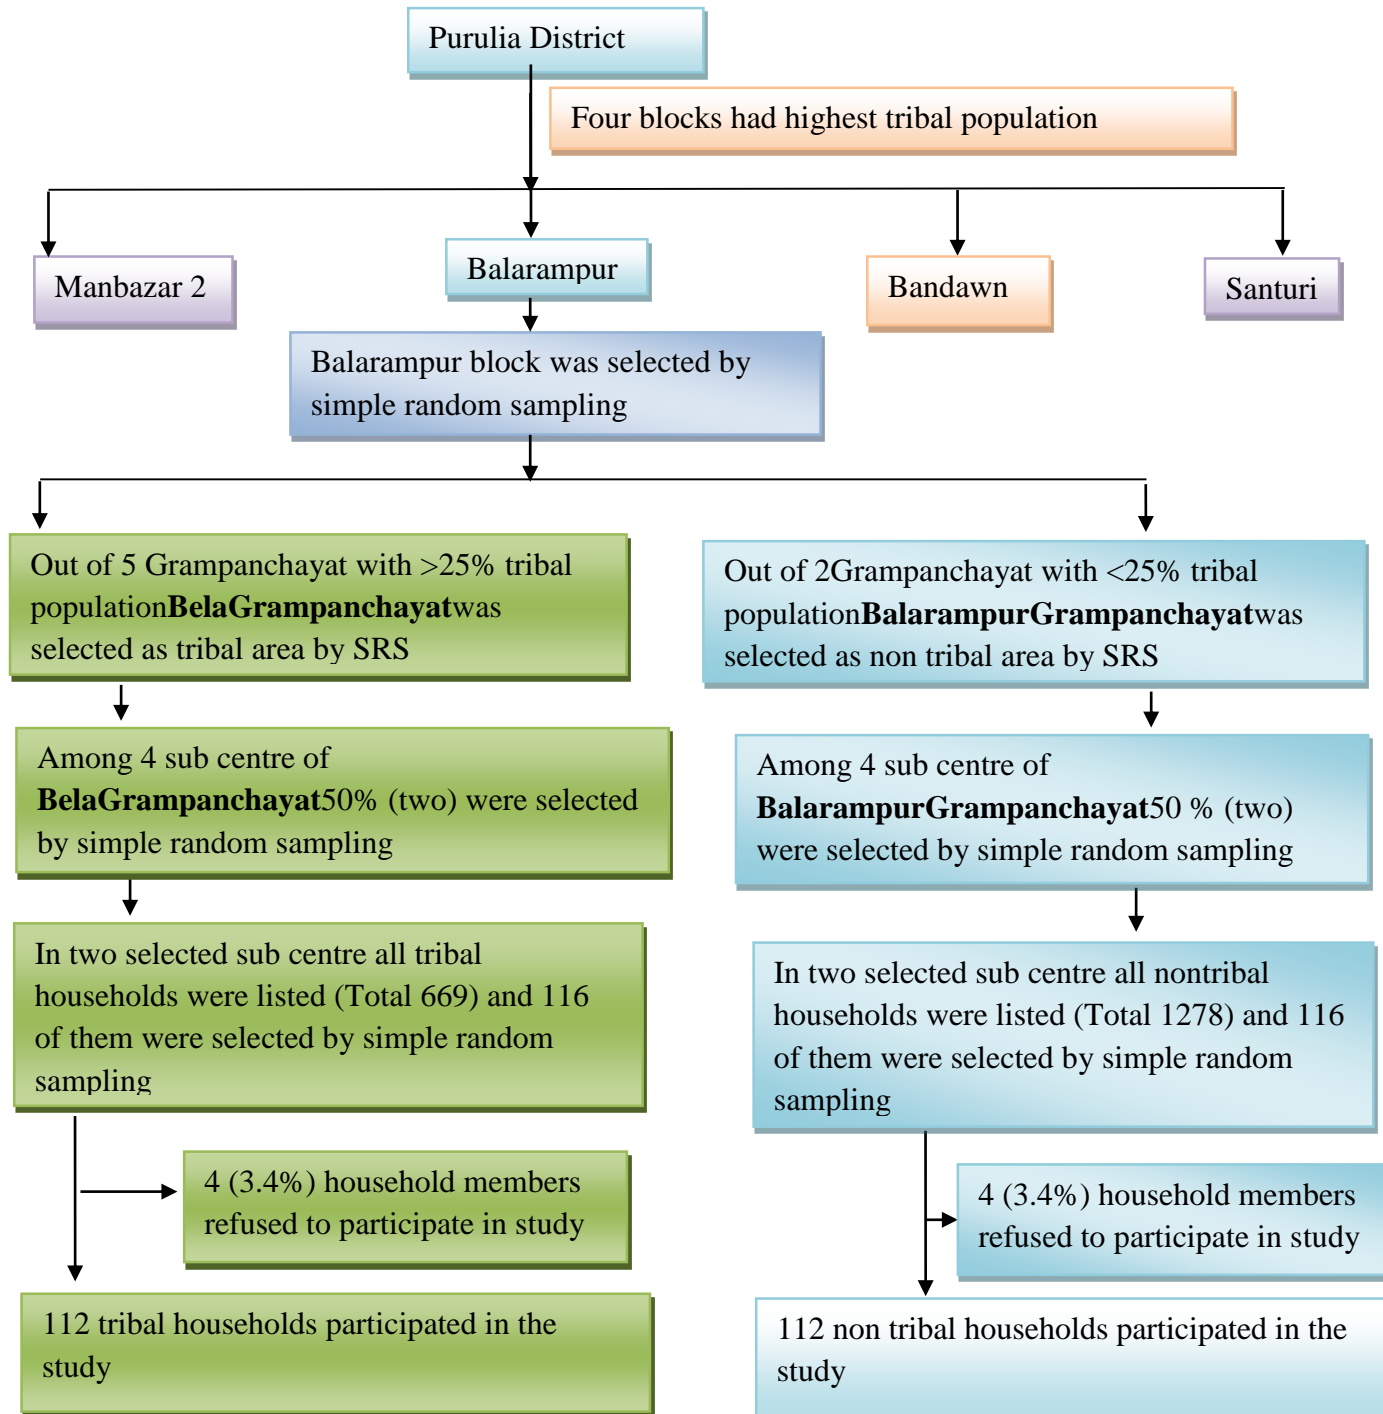 Purulia District
Four blocks had highest tribal population
Manbazar 2
Balarampur
Bandawn
Santuri
Balarampur block was selected by
simple random sampling
Out of 5 Grampanchayat with >25% tribal
populationBelaGrampanchayatwas
selected as tribal area by SRS
Out of 2Grampanchayat with <25% tribal
populationBalarampurGrampanchayatwas
selected as non tribal area by SRS
Among 4 sub centre of
BelaGrampanchayat50% (two) were selected
by simple random sampling
Among 4 sub centre of
BalarampurGrampanchayat50 % (two)
were selected by simple random sampling
In two selected sub centre all tribal
households were listed (Total 669) and 116
of them were selected by simple random
sampling
In two selected sub centre all nontribal
households were listed (Total 1278) and 116
of them were selected by simple random
sampling
4 (3.4%) household members
refused to participate in study
4 (3.4%) household members
refused to participate in study
112 tribal households participated in the
study
112 non tribal households participated in the
study